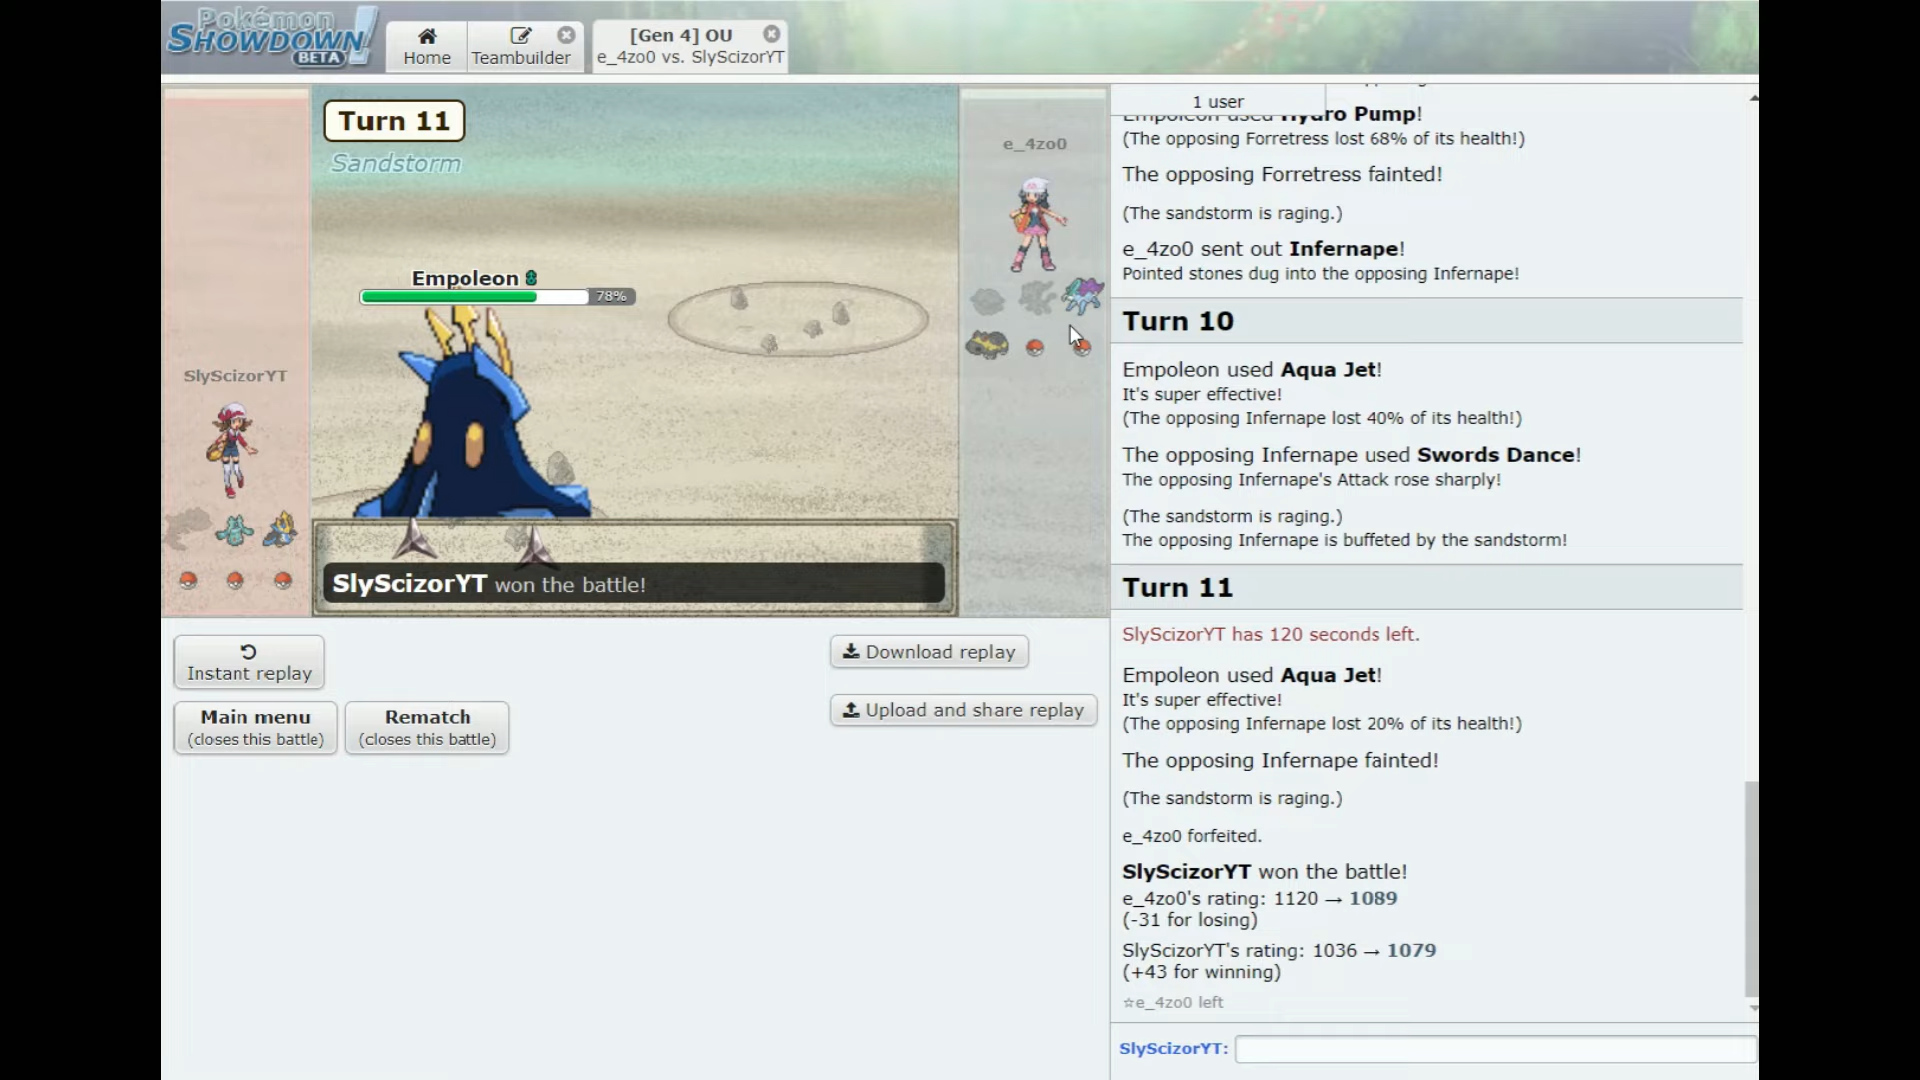 Pokémon
SHOWDOWN!
BETA
Home
Teambuilder
[Gen 4] OU
e_4zo0 vs. SlyScizorYT
Turn 11
Sandstorm
Empoleon
78%
SlyScizorYT
e_4zo0
SlyScizorYT won the battle!
Instant replay
Main menu
(closes this battle)
Rematch
(closes this battle)
Download replay
Upload and share replay
1 user
Empoleon used Hydro Pump!
(The opposing Forretress lost 68% of its health!)
The opposing Forretress fainted!
(The sandstorm is raging.)
e_4zo0 sent out Infernape!
Pointed stones dug into the opposing Infernape!
Turn 10
Empoleon used Aqua Jet!
It's super effective!
(The opposing Infernape lost 40% of its health!)
The opposing Infernape used Swords Dance!
The opposing Infernape's Attack rose sharply!
(The sandstorm is raging.)
The opposing Infernape is buffeted by the sandstorm!
Turn 11
SlyScizorYT has 120 seconds left.
Empoleon used Aqua Jet!
It's super effective!
(The opposing Infernape lost 20% of its health!)
The opposing Infernape fainted!
(The sandstorm is raging.)
e_4zo0 forfeited.
SlyScizorYT won the battle!
e_4zo0's rating: 1120 → 1089
(-31 for losing)
SlyScizorYT's rating: 1036 → 1079
(+43 for winning)
☆e_4zo0 left
SlyScizorYT: